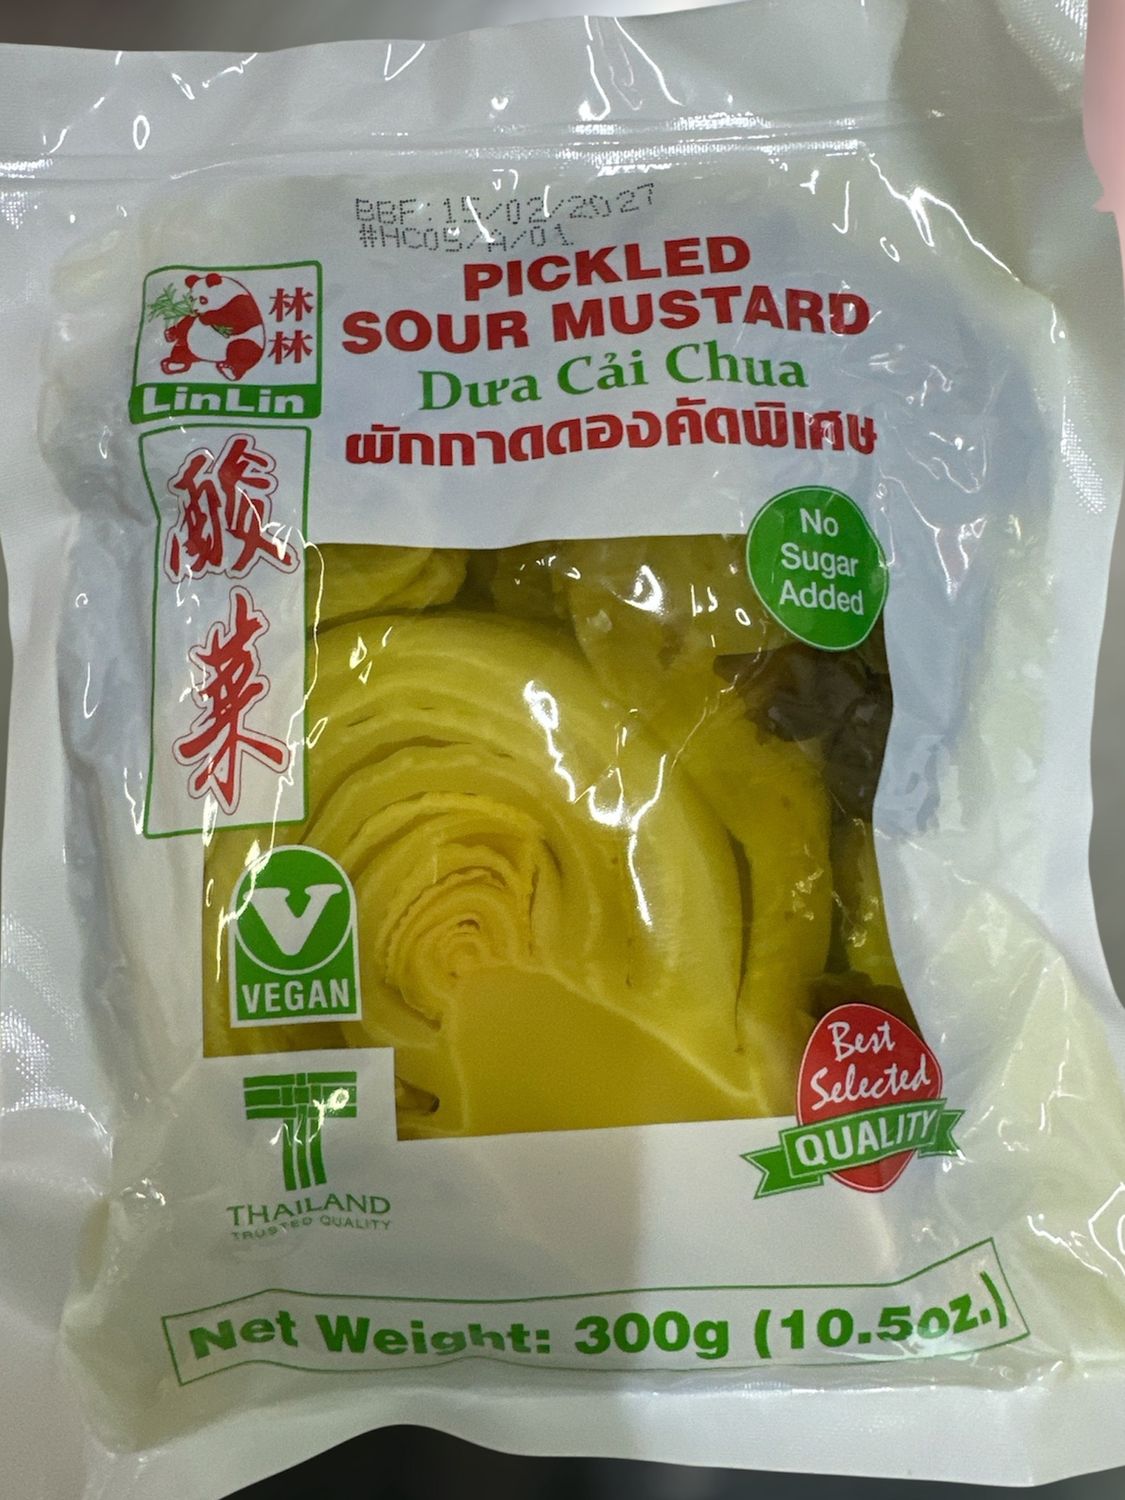 BBF:15/02/2027
#HC05/A/01
PICKLED
SOUR MUSTARD
Dưa Cải Chua
ผักกาดดองคัดพิเศษ
林
林
LinLin
酸
菜
No
Sugar
Added
V
VEGAN
Best
Selected
QUALITY
THAILAND
TRUSTED QUALITY
Net Weight: 300g (10.5oz.)